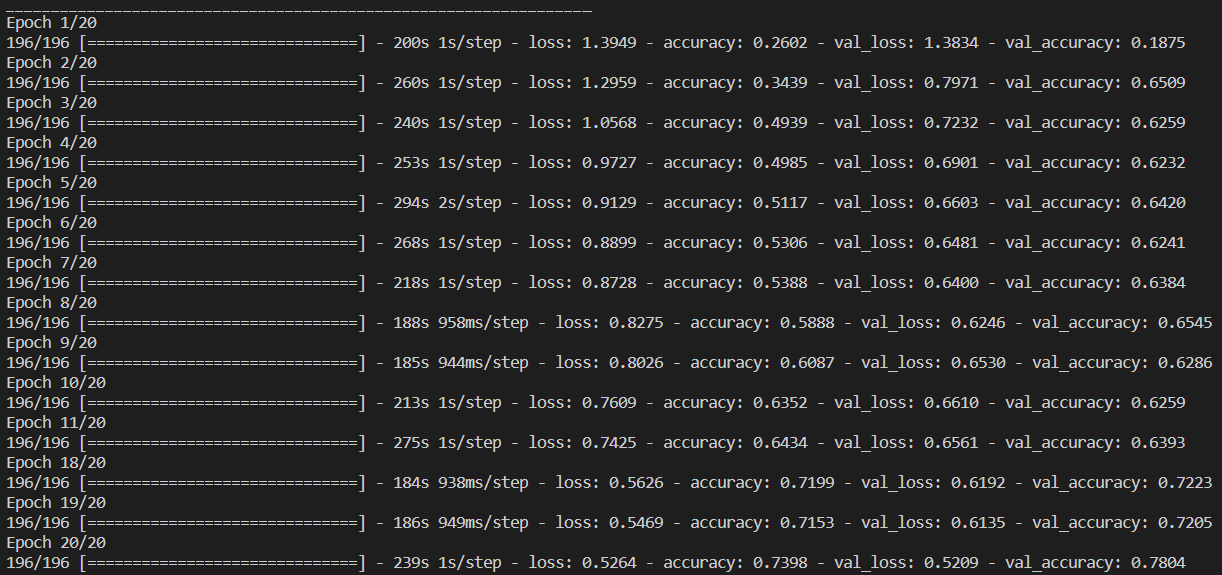 _________________________________________________________________
Epoch 1/20
196/196 [==============================] - 200s 1s/step - loss: 1.3949 - accuracy: 0.2602 - val_loss: 1.3834 - val_accuracy: 0.1875
Epoch 2/20
196/196 [==============================] - 260s 1s/step - loss: 1.2959 - accuracy: 0.3439 - val_loss: 0.7971 - val_accuracy: 0.6509
Epoch 3/20
196/196 [==============================] - 240s 1s/step - loss: 1.0568 - accuracy: 0.4939 - val_loss: 0.7232 - val_accuracy: 0.6259
Epoch 4/20
196/196 [==============================] - 253s 1s/step - loss: 0.9727 - accuracy: 0.4985 - val_loss: 0.6901 - val_accuracy: 0.6232
Epoch 5/20
196/196 [==============================] - 294s 2s/step - loss: 0.9129 - accuracy: 0.5117 - val_loss: 0.6603 - val_accuracy: 0.6420
Epoch 6/20
196/196 [==============================] - 268s 1s/step - loss: 0.8899 - accuracy: 0.5306 - val_loss: 0.6481 - val_accuracy: 0.6241
Epoch 7/20
196/196 [==============================] - 218s 1s/step - loss: 0.8728 - accuracy: 0.5388 - val_loss: 0.6400 - val_accuracy: 0.6384
Epoch 8/20
196/196 [==============================] - 188s 958ms/step - loss: 0.8275 - accuracy: 0.5888 - val_loss: 0.6246 - val_accuracy: 0.6545
Epoch 9/20
196/196 [==============================] - 185s 944ms/step - loss: 0.8026 - accuracy: 0.6087 - val_loss: 0.6530 - val_accuracy: 0.6286
Epoch 10/20
196/196 [==============================] - 213s 1s/step - loss: 0.7609 - accuracy: 0.6352 - val_loss: 0.6610 - val_accuracy: 0.6259
Epoch 11/20
196/196 [==============================] - 275s 1s/step - loss: 0.7425 - accuracy: 0.6434 - val_loss: 0.6561 - val_accuracy: 0.6393
Epoch 18/20
196/196 [==============================] - 184s 938ms/step - loss: 0.5626 - accuracy: 0.7199 - val_loss: 0.6192 - val_accuracy: 0.7223
Epoch 19/20
196/196 [==============================] - 186s 949ms/step - loss: 0.5469 - accuracy: 0.7153 - val_loss: 0.6135 - val_accuracy: 0.7205
Epoch 20/20
196/196 [==============================] - 239s 1s/step - loss: 0.5264 - accuracy: 0.7398 - val_loss: 0.5209 - val_accuracy: 0.7804